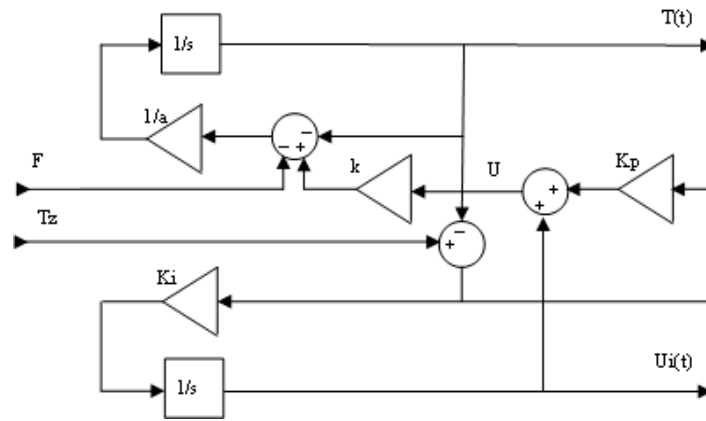 T(t)
1/s
1/a
−
− +
F
k
U
Kp
+
+
Tz
−
+
Ki
Ui(t)
1/s